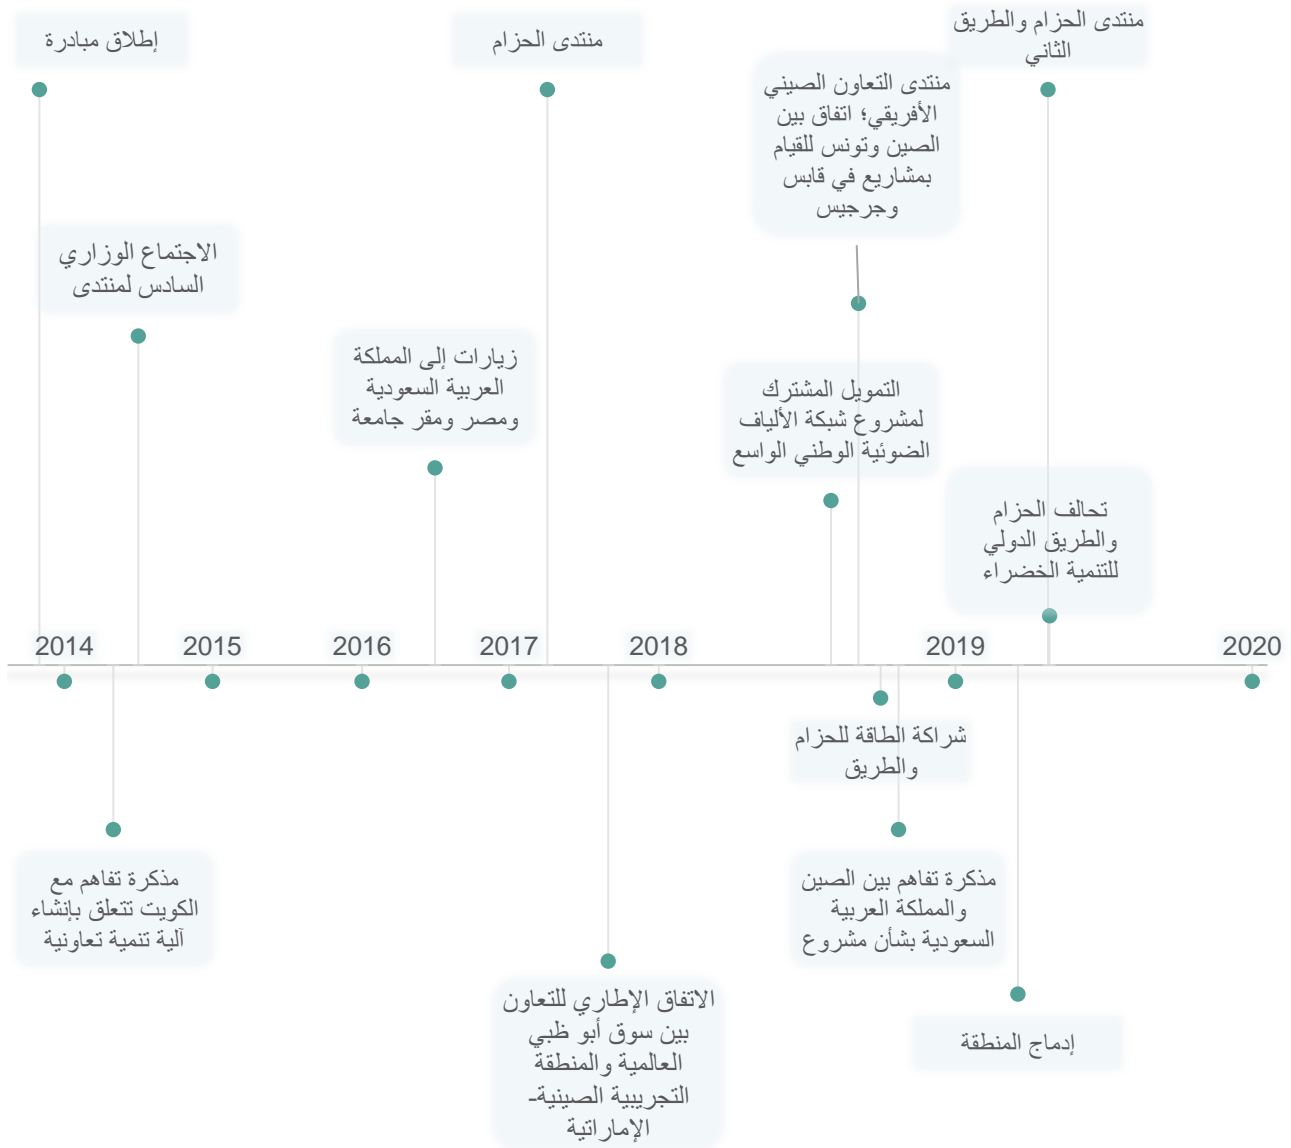 إطلاق مبادرة
منتدى الحزام
منتدى الحزام والطريق
الثاني
منتدى التعاون الصيني
الأفريقي؛ اتفاق بين
الصين وتونس للقيام
بمشاريع في قابس
وجرجيس
الاجتماع الوزاري
السادس لمنتدى
زيارات إلى المملكة
العربية السعودية
ومصر ومقر جامعة
التمويل المشترك
لمشروع شبكة الألياف
الضوئية الوطني الواسع
تحالف الحزام
والطريق الدولي
للتنمية الخضراء
2014
2015
2016
2017
2018
2019
2020
شراكة الطاقة للحزام
والطريق
مذكرة تفاهم مع
الكويت تتعلق بإنشاء
آلية تنمية تعاونية
مذكرة تفاهم بين الصين
والمملكة العربية
السعودية بشأن مشروع
الاتفاق الإطاري للتعاون
بين سوق أبو ظبي
العالمية والمنطقة
التجريبية الصينية-
الإماراتية
إدماج المنطقة